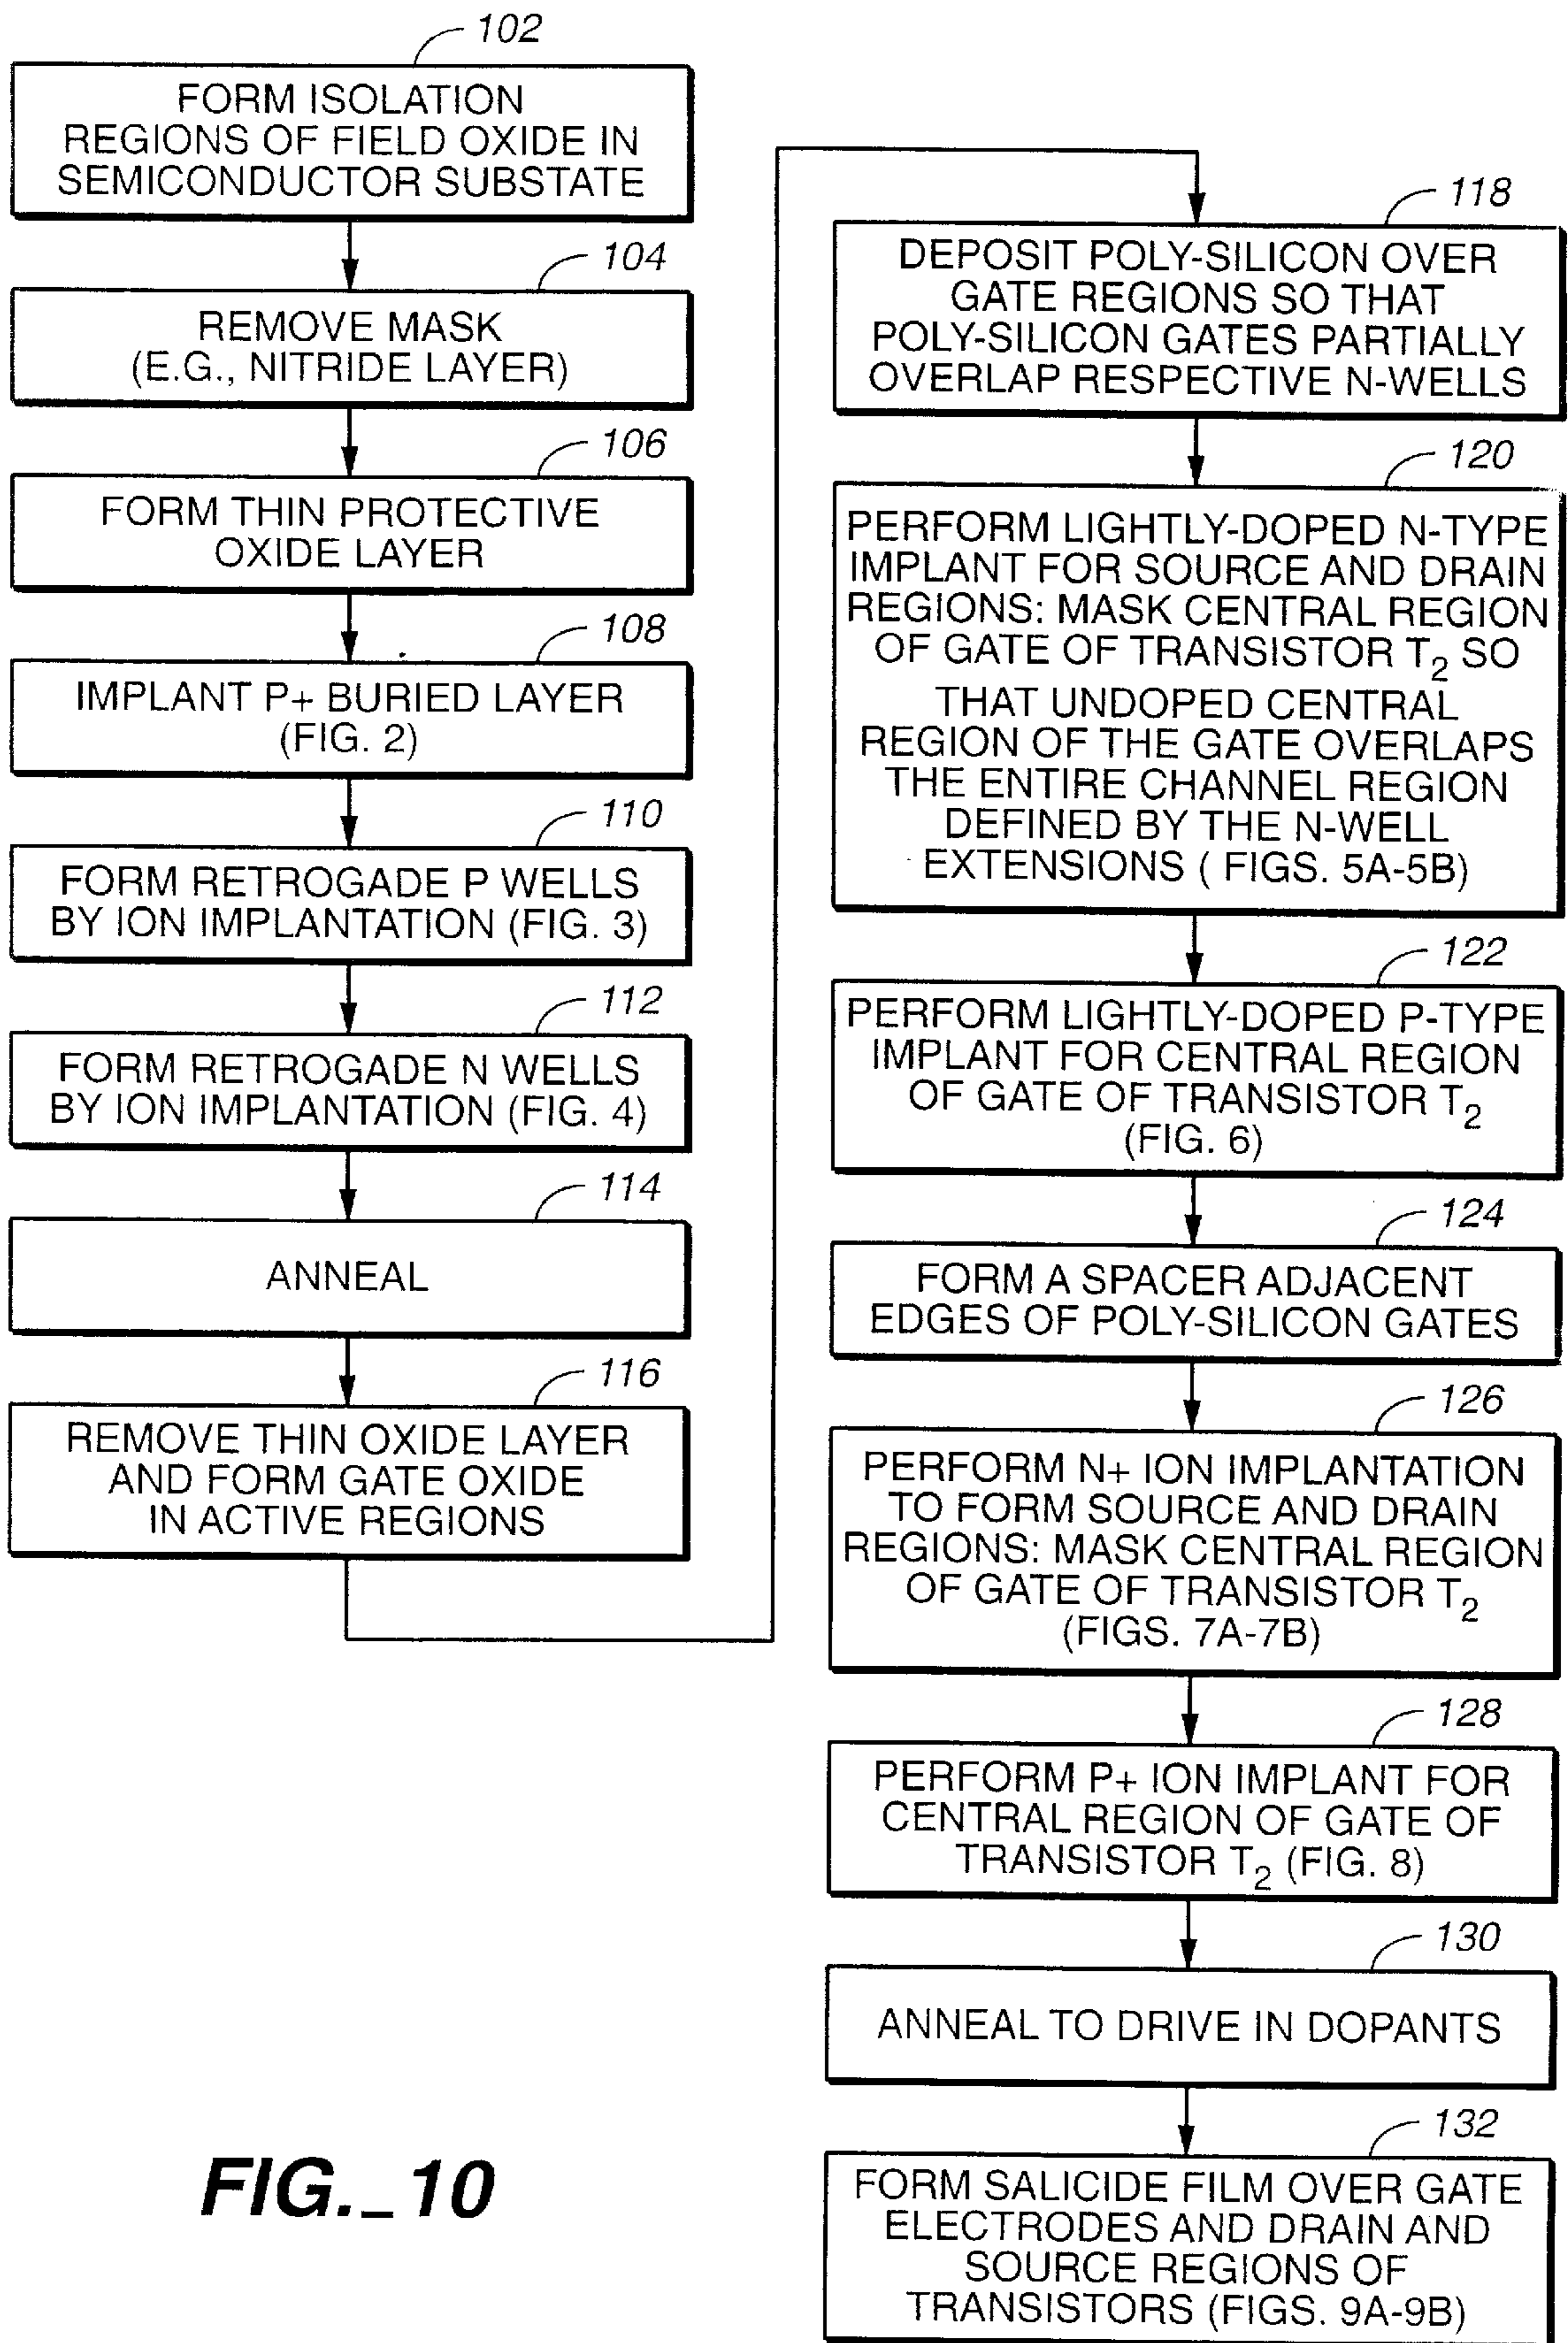 102
FORM ISOLATION
REGIONS OF FIELD OXIDE IN
SEMICONDUCTOR SUBSTATE
104
REMOVE MASK
(E.G., NITRIDE LAYER)
106
FORM THIN PROTECTIVE
OXIDE LAYER
108
IMPLANT P+ BURIED LAYER
(FIG. 2)
110
FORM RETROGADE P WELLS
BY ION IMPLANTATION (FIG. 3)
112
FORM RETROGADE N WELLS
BY ION IMPLANTATION (FIG. 4)
114
ANNEAL
116
REMOVE THIN OXIDE LAYER
AND FORM GATE OXIDE
IN ACTIVE REGIONS
118
DEPOSIT POLY-SILICON OVER
GATE REGIONS SO THAT
POLY-SILICON GATES PARTIALLY
OVERLAP RESPECTIVE N-WELLS
120
PERFORM LIGHTLY-DOPED N-TYPE
IMPLANT FOR SOURCE AND DRAIN
REGIONS: MASK CENTRAL REGION
OF GATE OF TRANSISTOR T2 SO
THAT UNDOPED CENTRAL
REGION OF THE GATE OVERLAPS
THE ENTIRE CHANNEL REGION
DEFINED BY THE N-WELL
EXTENSIONS ( FIGS. 5A-5B)
122
PERFORM LIGHTLY-DOPED P-TYPE
IMPLANT FOR CENTRAL REGION
OF GATE OF TRANSISTOR T2
(FIG. 6)
124
FORM A SPACER ADJACENT
EDGES OF POLY-SILICON GATES
126
PERFORM N+ ION IMPLANTATION
TO FORM SOURCE AND DRAIN
REGIONS: MASK CENTRAL REGION
OF GATE OF TRANSISTOR T2
(FIGS. 7A-7B)
128
PERFORM P+ ION IMPLANT FOR
CENTRAL REGION OF GATE OF
TRANSISTOR T2 (FIG. 8)
130
ANNEAL TO DRIVE IN DOPANTS
132
FORM SALICIDE FILM OVER GATE
ELECTRODES AND DRAIN AND
SOURCE REGIONS OF
TRANSISTORS (FIGS. 9A-9B)
FIG._10